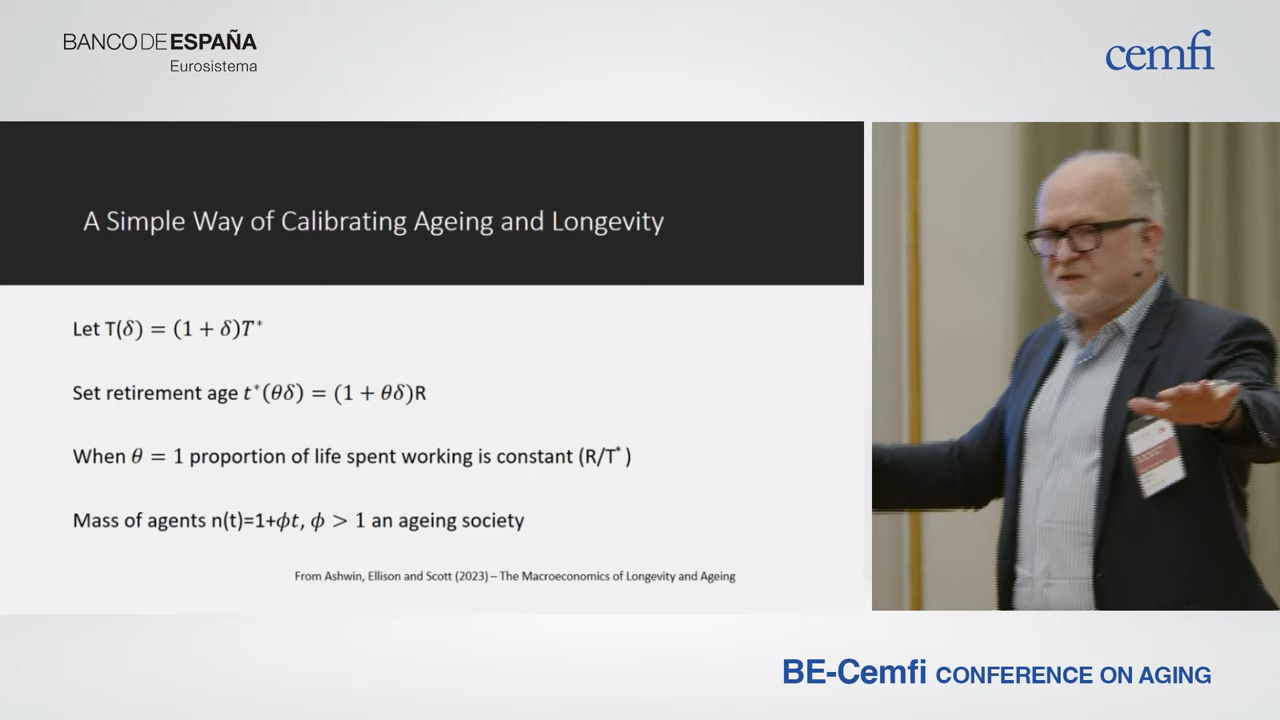 BANCO DE ESPAÑA
Eurosistema
cemfi
A Simple Way of Calibrating Ageing and Longevity
Let T(𝛿) = (1 + 𝛿)𝑇*
Set retirement age 𝑡*(𝜃𝛿) = (1 + 𝜃𝛿)R
When 𝜃 = 1 proportion of life spent working is constant (R/T*)
Mass of agents n(t)=1+𝜙𝑡, 𝜙 > 1 an ageing society
From Ashwin, Ellison and Scott (2023) – The Macroeconomics of Longevity and Ageing
BE-Cemfi CONFERENCE ON AGING